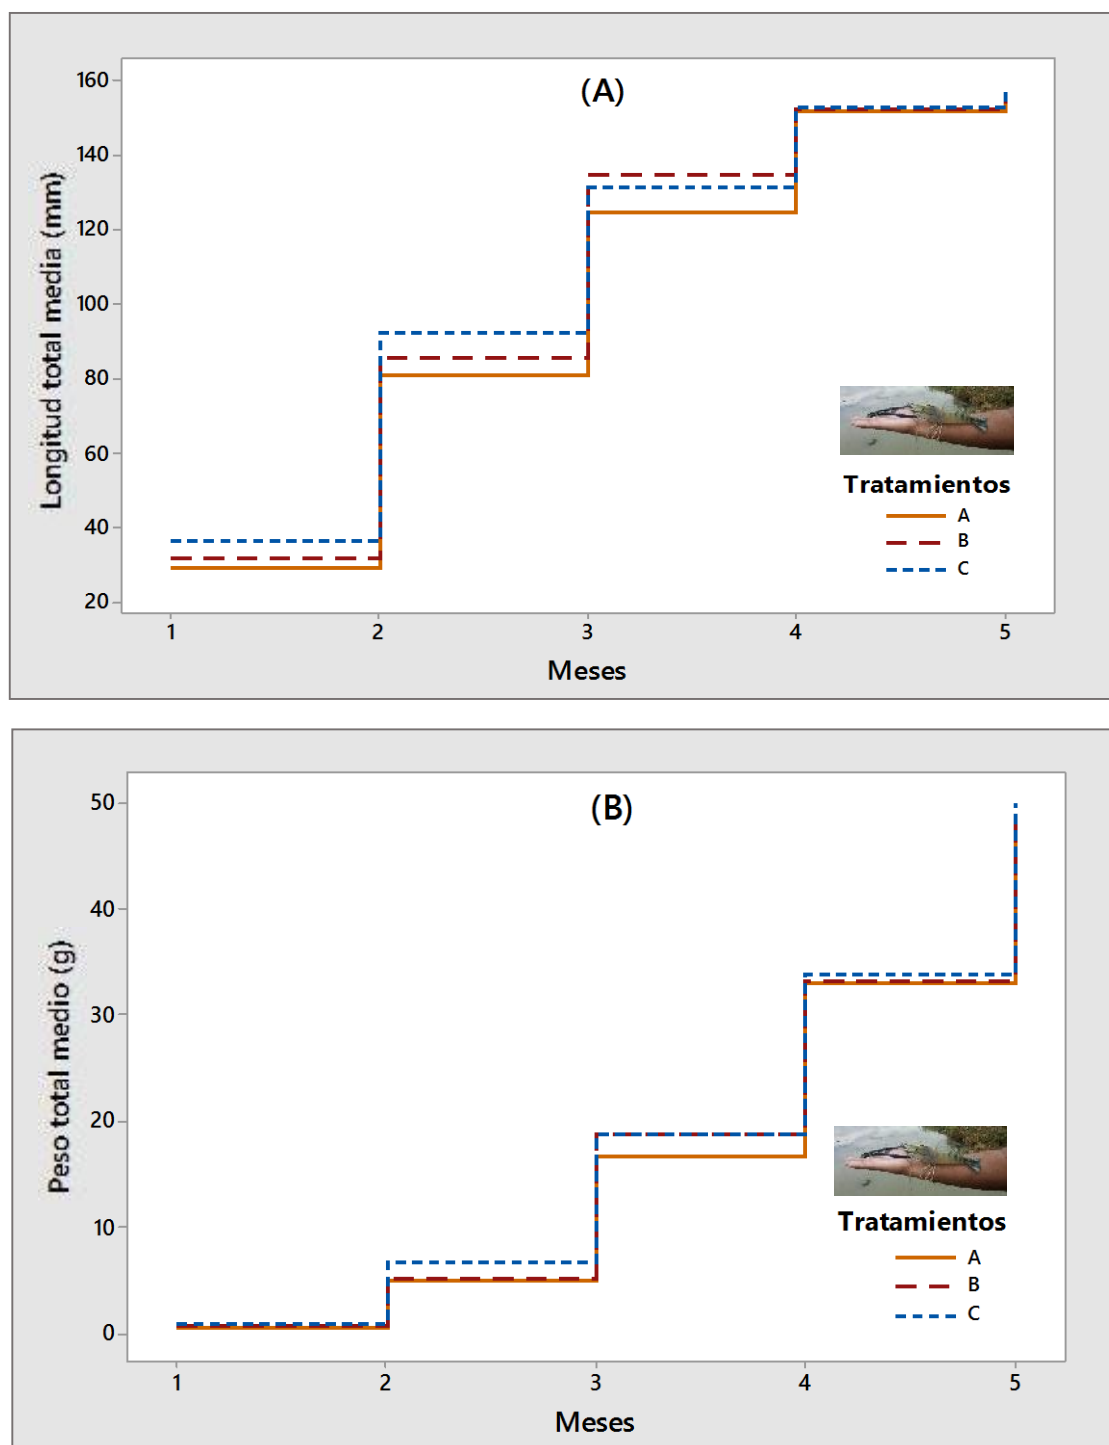 (A)
160
140
120
100
80
60
40
20
Longitud total media (mm)
Tratamientos
A
B
C
1 2 3 4 5
Meses
(B)
50
40
30
20
10
0
Peso total medio (g)
Tratamientos
A
B
C
1 2 3 4 5
Meses